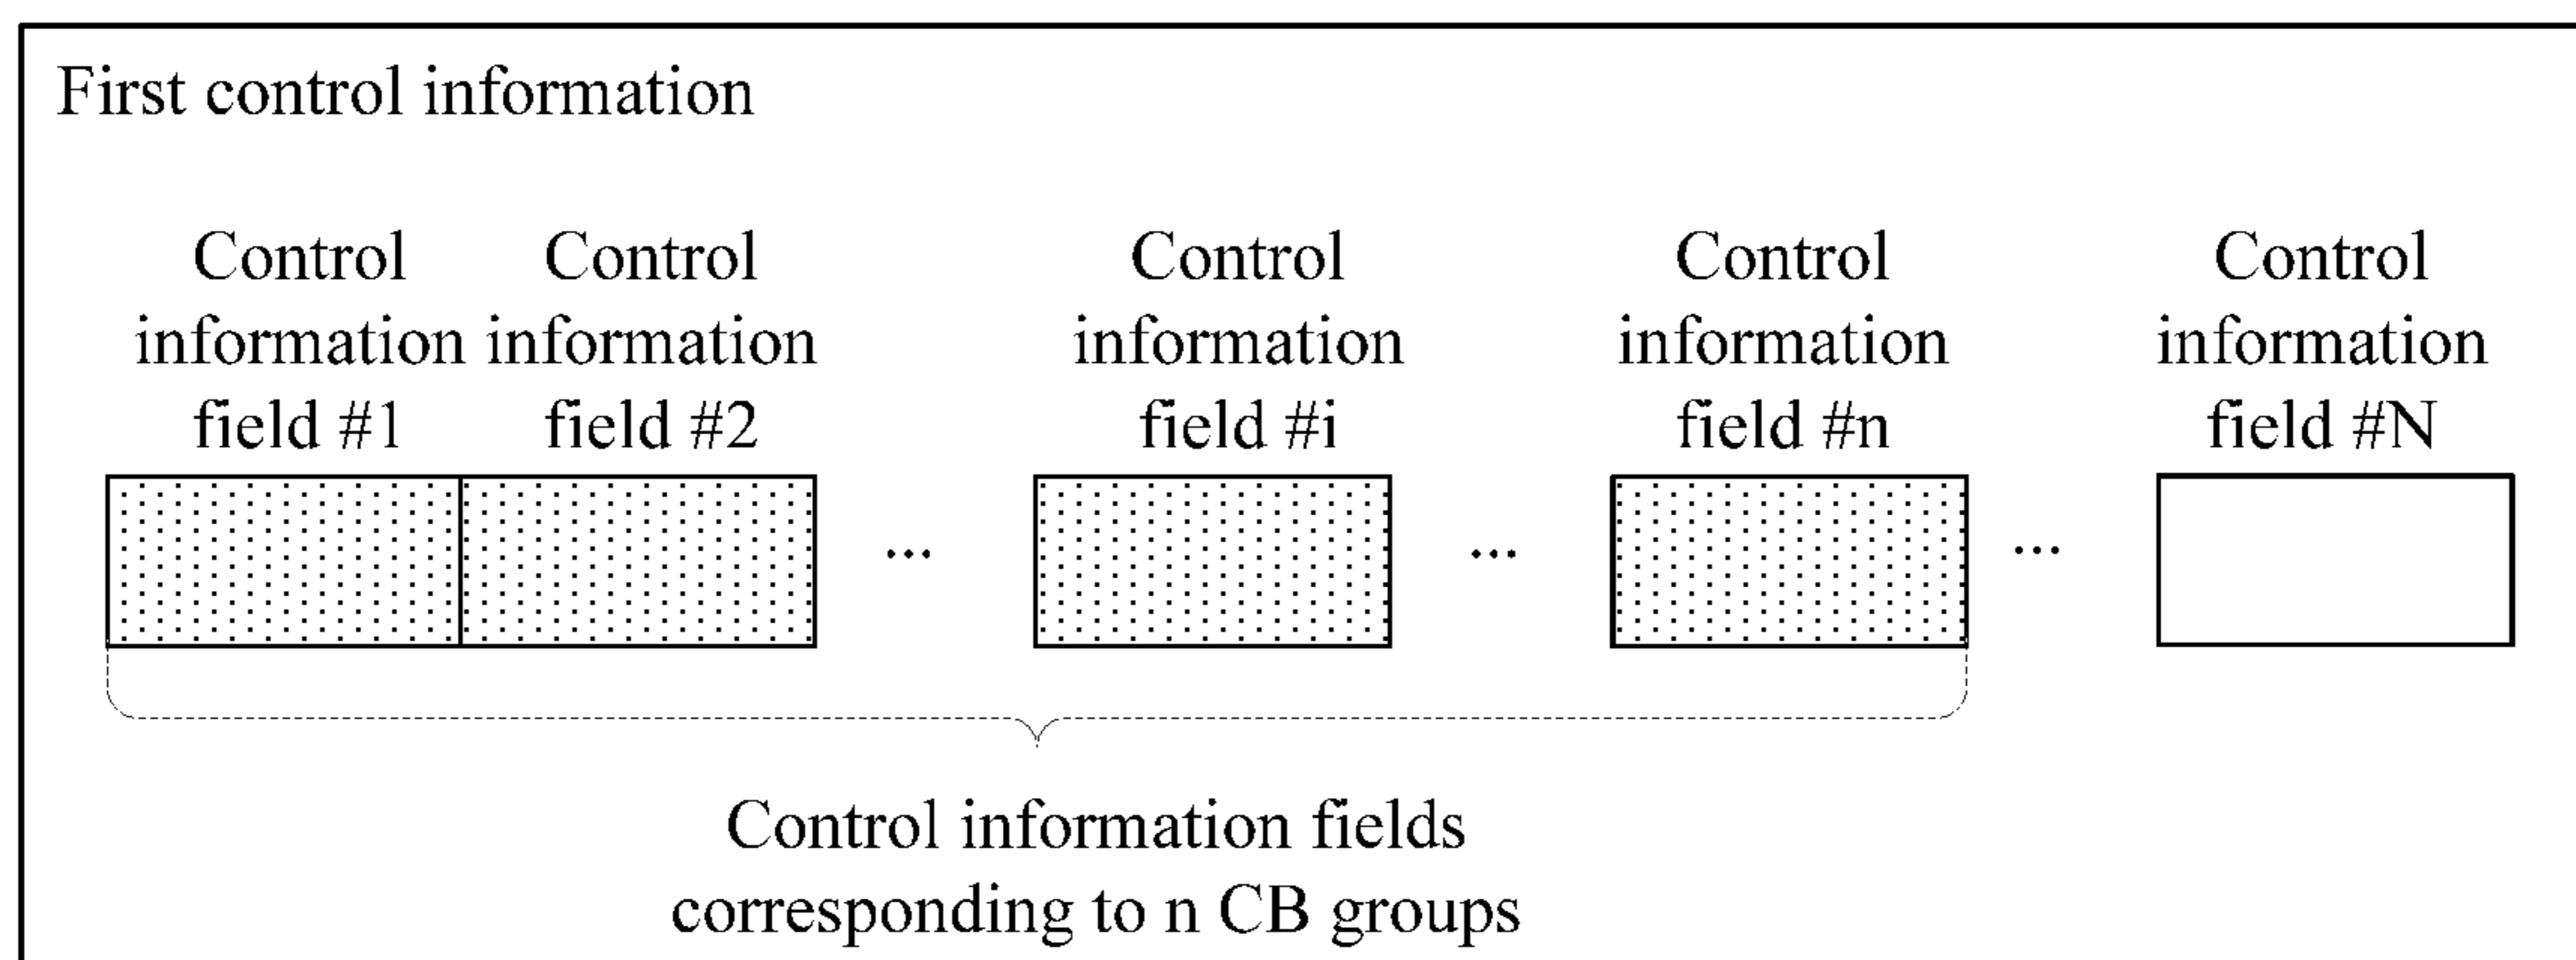 First control information
Control
information
field #1
Control
information
field #2
Control
information
field #i
Control
information
field #n
Control
information
field #N
... ... ...
Control information fields
corresponding to n CB groups